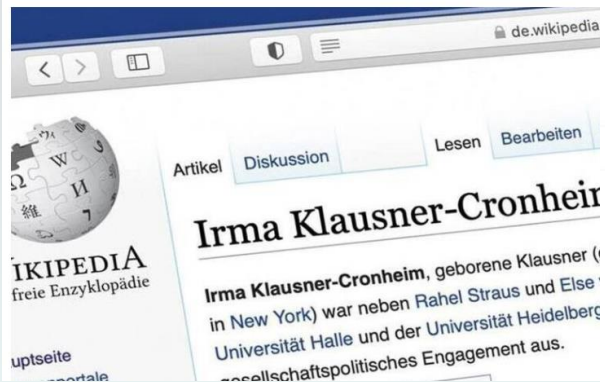 de.wikipedia
Artikel Diskussion Lesen Bearbeiten
Irma Klausner-Cronheim
WIKIPEDIA
freie Enzyklopädie
Irma Klausner-Cronheim, geborene Klausner (
in New York) war neben Rahel Straus und Else
Universität Halle und der Universität Heidelberg
gesellschaftspolitisches Engagement aus.
uptseite